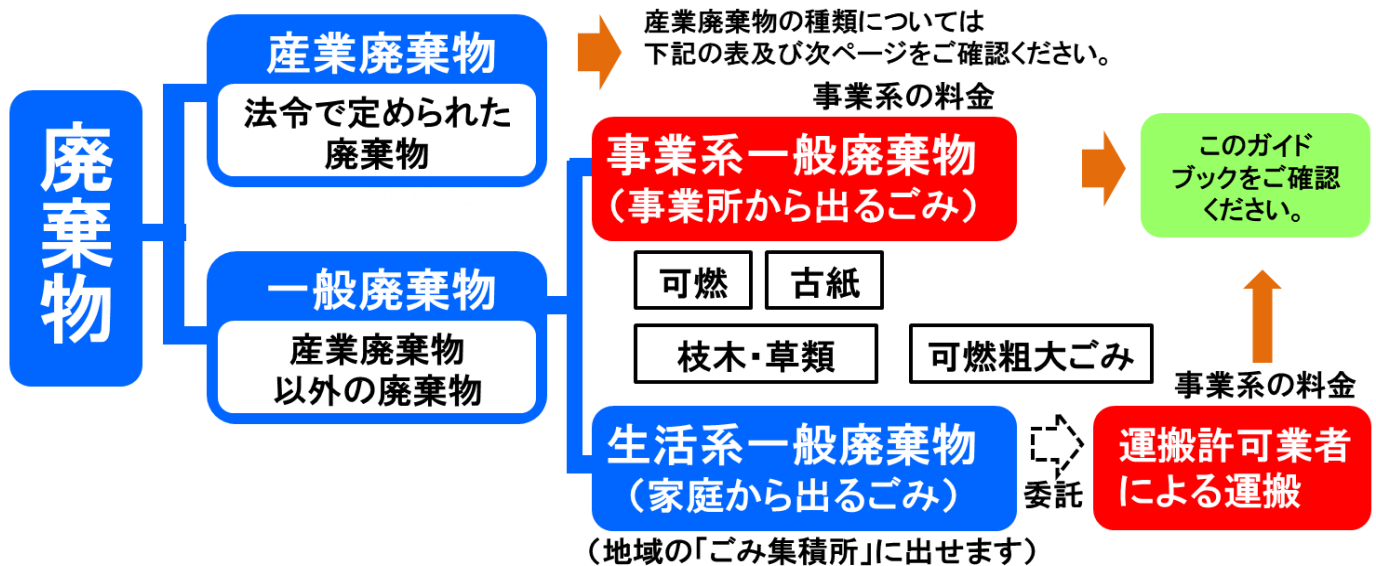 廃棄物
産業廃棄物
法令で定められた
廃棄物
産業廃棄物の種類については
下記の表及び次ページをご確認ください。
一般廃棄物
産業廃棄物
以外の廃棄物
事業系の料金
事業系一般廃棄物
（事業所から出るごみ）
このガイド
ブックをご確認
ください。
可燃
古紙
枝木・草類
可燃粗大ごみ
生活系一般廃棄物
（家庭から出るごみ）
（地域の「ごみ集積所」に出せます）
委託
事業系の料金
運搬許可業者
による運搬